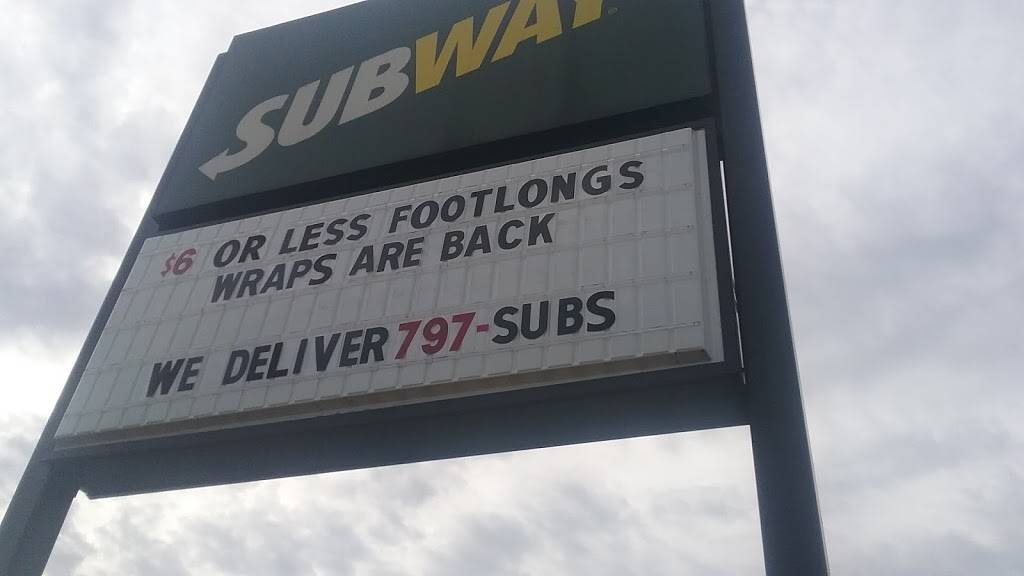 SUBWAY
$6 OR LESS FOOTLONGS
WRAPS ARE BACK
WE DELIVER 797-SUBS